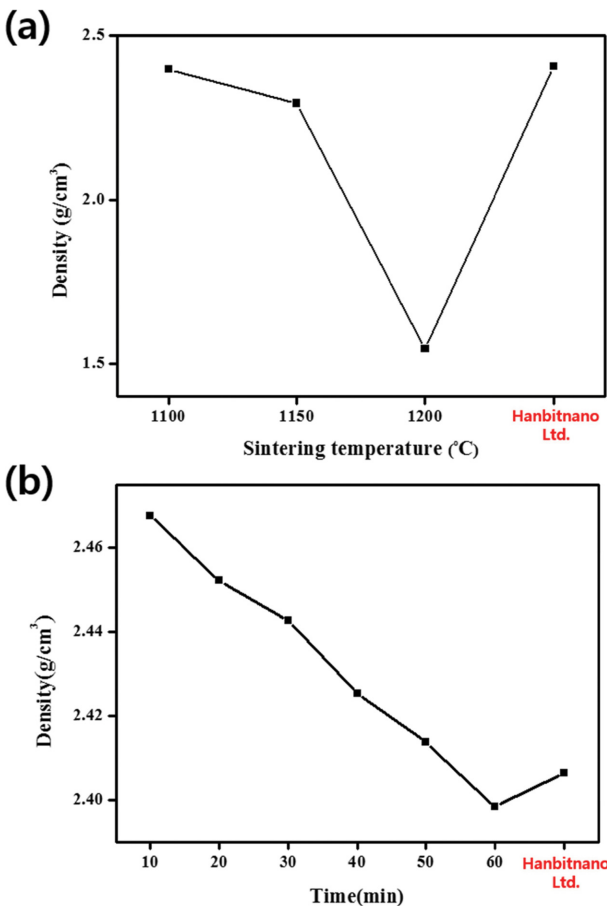 (a)
2.5
2.0
1.5
Density (g/cm³)
1100 1150 1200 Hanbitnano
Ltd.
Sintering temperature (°C)
(b)
2.46
2.44
2.42
2.40
Density(g/cm³)
10 20 30 40 50 60 Hanbitnano
Ltd.
Time(min)